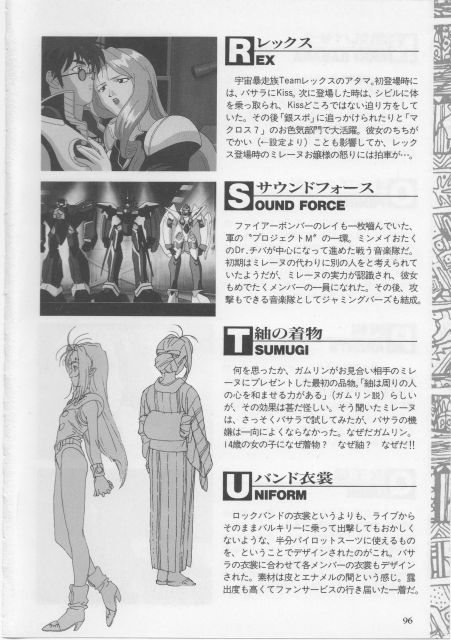 R レックス
EX
宇宙暴走族Teamレックスのアタマ。初登場時に
は、バサラにKiss。次に登場した時は、シビルに体
を乗っ取られ、Kissどころではない迫り方をして
いた。その後「銀スポ」に追っかけられたりと「マ
クロス7」のお色気部門で大活躍。彼女のちちが
でかい（←設定より）ことも影響してか、レック
ス登場時のミレーヌお嬢様の怒りには拍車が…。
S サウンドフォース
OUND FORCE
ファイアーボンバーのレイも一枚噛んでいた、
軍の〝プロジェクトM〟の一環。ミンメイおたく
のDr.チバが中心になって進めた戦う音楽隊だ。
初期はミレーヌの代わりに別の人をと考えられて
いたようだが、ミレーヌの実力が認識され、彼女
もめでたくメンバーの一員になれた。その後、攻
撃もできる音楽隊としてジャミングバーズも結成。
T 紬の着物
SUMUGI
何を思ったか、ガムリンがお見合い相手のミレ
ーヌにプレゼントした最初の品物。「紬は周りの人
の心を和ませる力がある」（ガムリン談）らしい
が、その効果は甚だ怪しい。そう聞いたミレーヌ
は、さっそくバサラで試してみたが、バサラの機
嫌は一向によくならなかった。なぜだガムリン。
14歳の女の子になぜ着物？　なぜ紬？　なぜだ!!
U バンド衣裳
NIFORM
ロックバンドの衣裳というよりも、ライブから
そのままバルキリーに乗って出撃してもおかしく
ないような、半分パイロットスーツに使えるもの
を、ということでデザインされたのがこれ。バサ
ラの衣裳に合わせて各メンバーの衣裳もデザイン
された。素材は皮とエナメルの間という感じ。露
出度も高くてファンサービスの行き届いた一着だ。
96